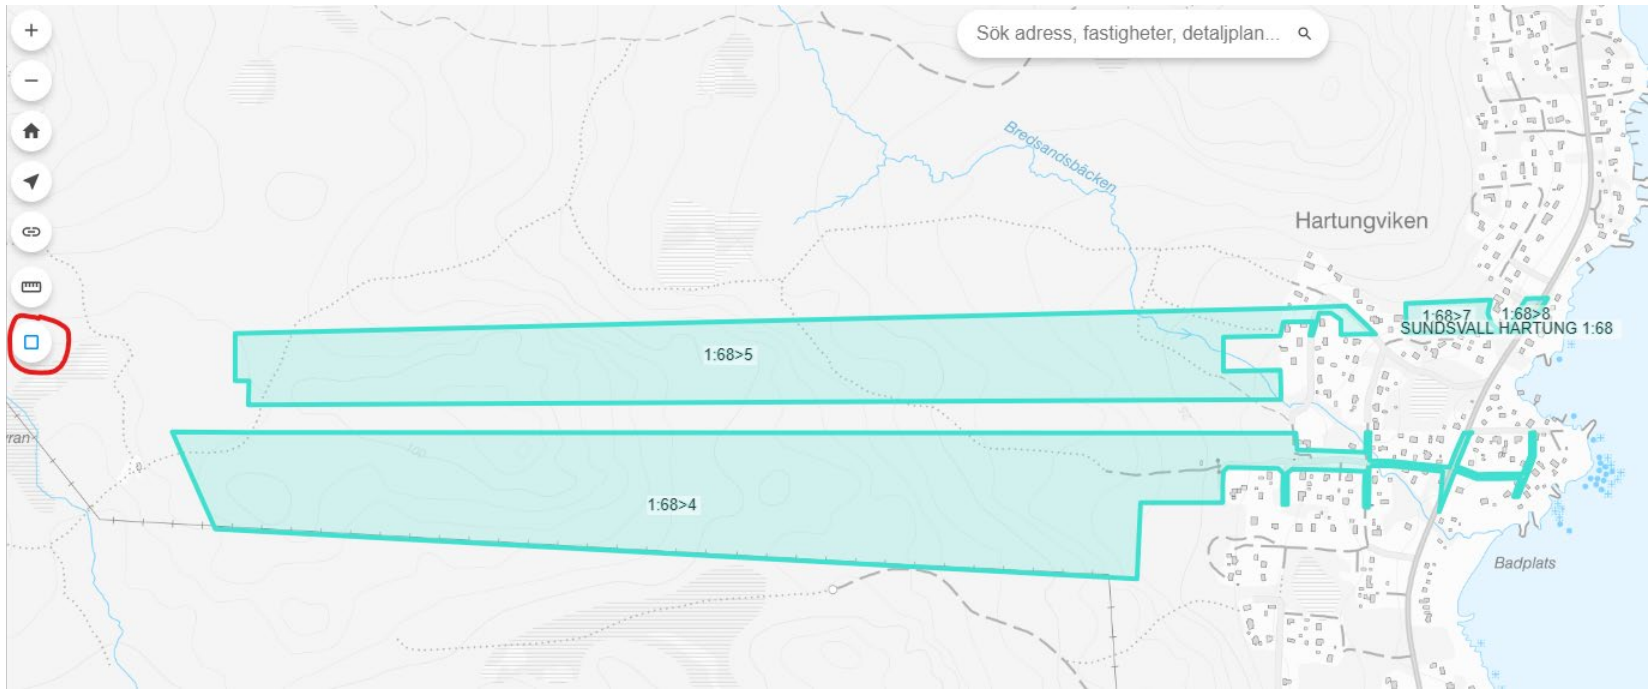 Sök adress, fastigheter, detaljplan...
Bredsandsbäcken
Hartungviken
1:68>7
1:68>8
SUNDSVALL HARTUNG 1:68
1:68>5
1:68>4
Badplats